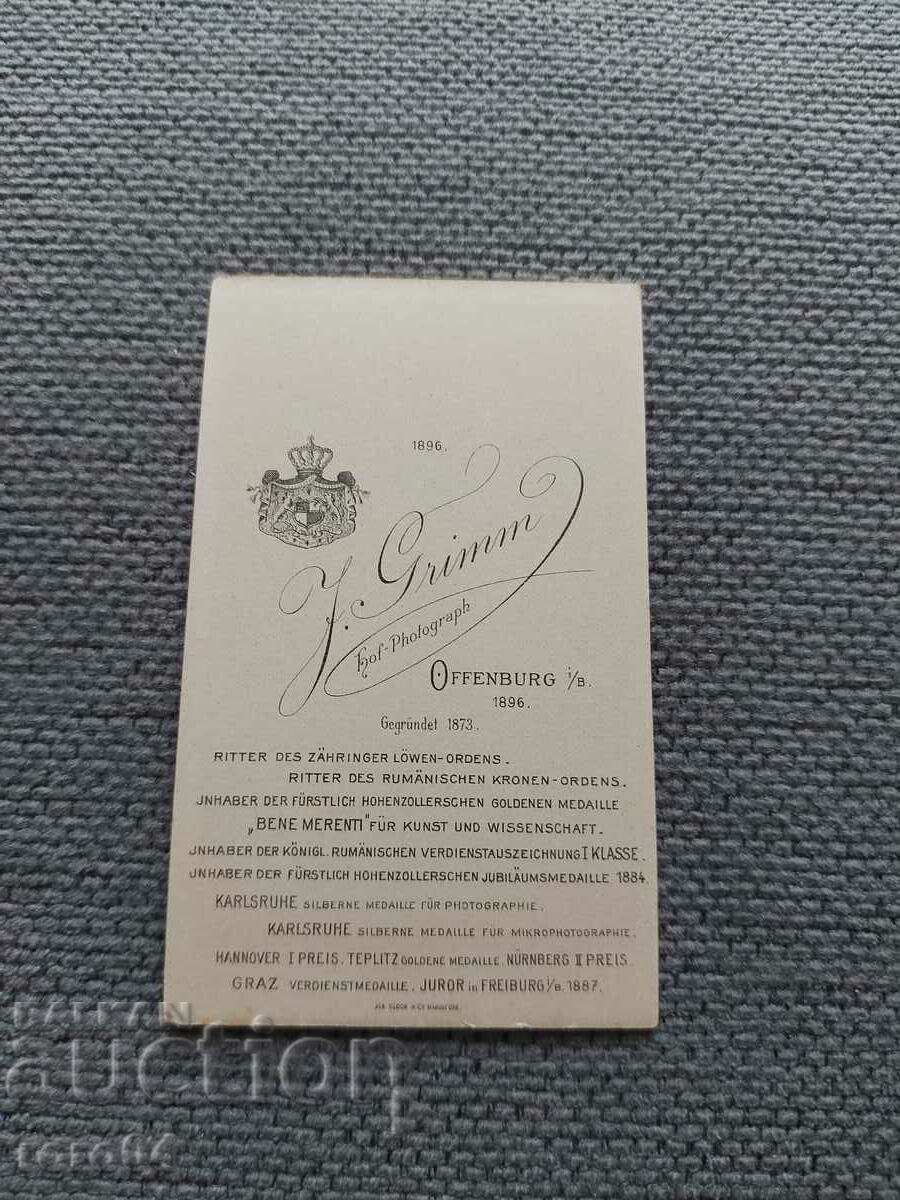 1896.
J. Grimm
Hof-Photograph
OFFENBURG i/B.
1896.
Gegründet 1873.
RITTER DES ZÄHRINGER LÖWEN-ORDENS.
RITTER DES RUMÄNISCHEN KRONEN-ORDENS.
JNHABER DER FÜRSTLICH HOHENZOLLERSCHEN GOLDENEN MEDAILLE
„BENE MERENTI" FÜR KUNST UND WISSENSCHAFT.
JNHABER DER KÖNIGL. RUMÄNISCHEN VERDIENSTAUSZEICHNUNG I KLASSE.
JNHABER DER FÜRSTLICH HOHENZOLLERSCHEN JUBILÄUMSMEDAILLE 1884.
KARLSRUHE SILBERNE MEDAILLE FÜR PHOTOGRAPHIE.
KARLSRUHE SILBERNE MEDAILLE FÜR MIKROPHOTOGRAPHIE.
HANNOVER I PREIS. TEPLITZ GOLDENE MEDAILLE. NÜRNBERG II PREIS.
GRAZ VERDIENSTMEDAILLE. JUROR in FREIBURG i/B. 1887.
BALKAN
auction